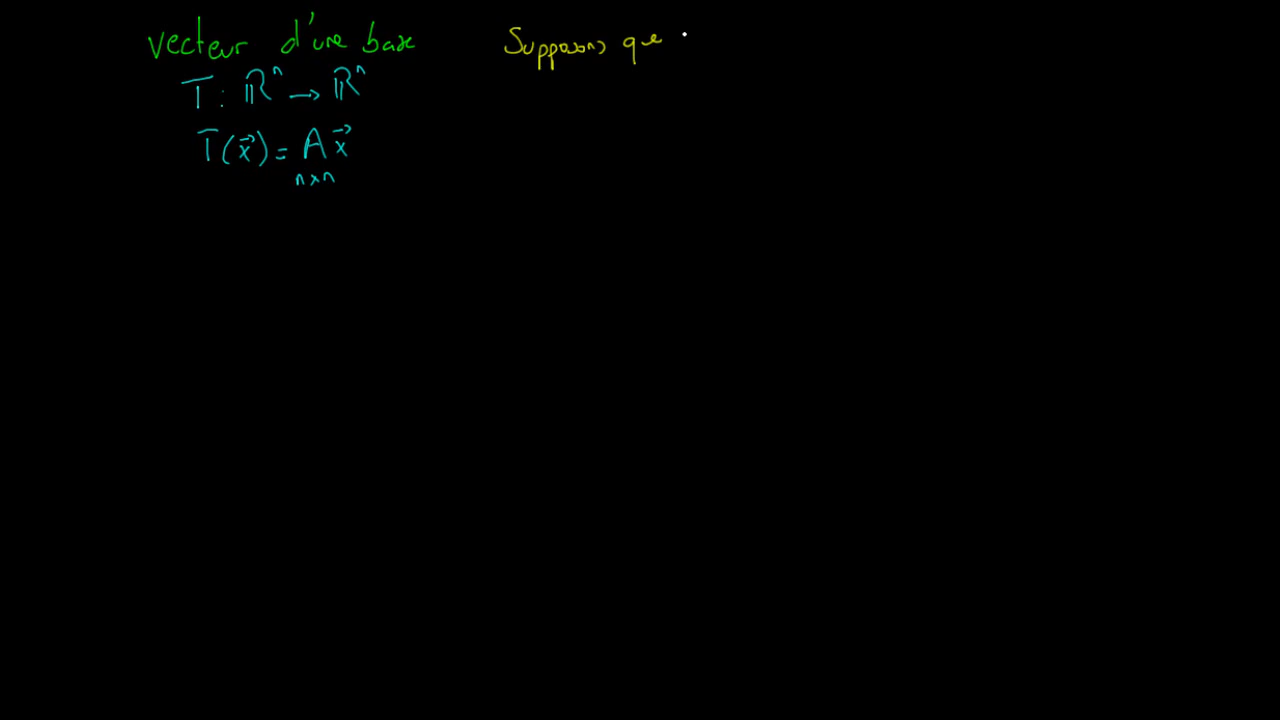 vecteur d'une base
T : ℝⁿ → ℝⁿ
T(x⃗) = A x⃗
n×n
Supposons que